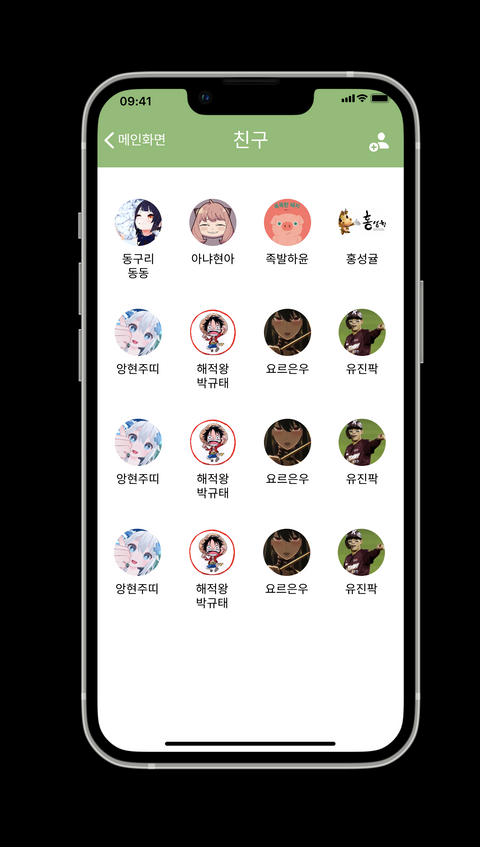 09:41
메인화면
친구
동구리
동동
아냐현아
족발하윤
홍성귤
앙현주띠
해적왕
박규태
요르은우
유진팍
앙현주띠
해적왕
박규태
요르은우
유진팍
앙현주띠
해적왕
박규태
요르은우
유진팍